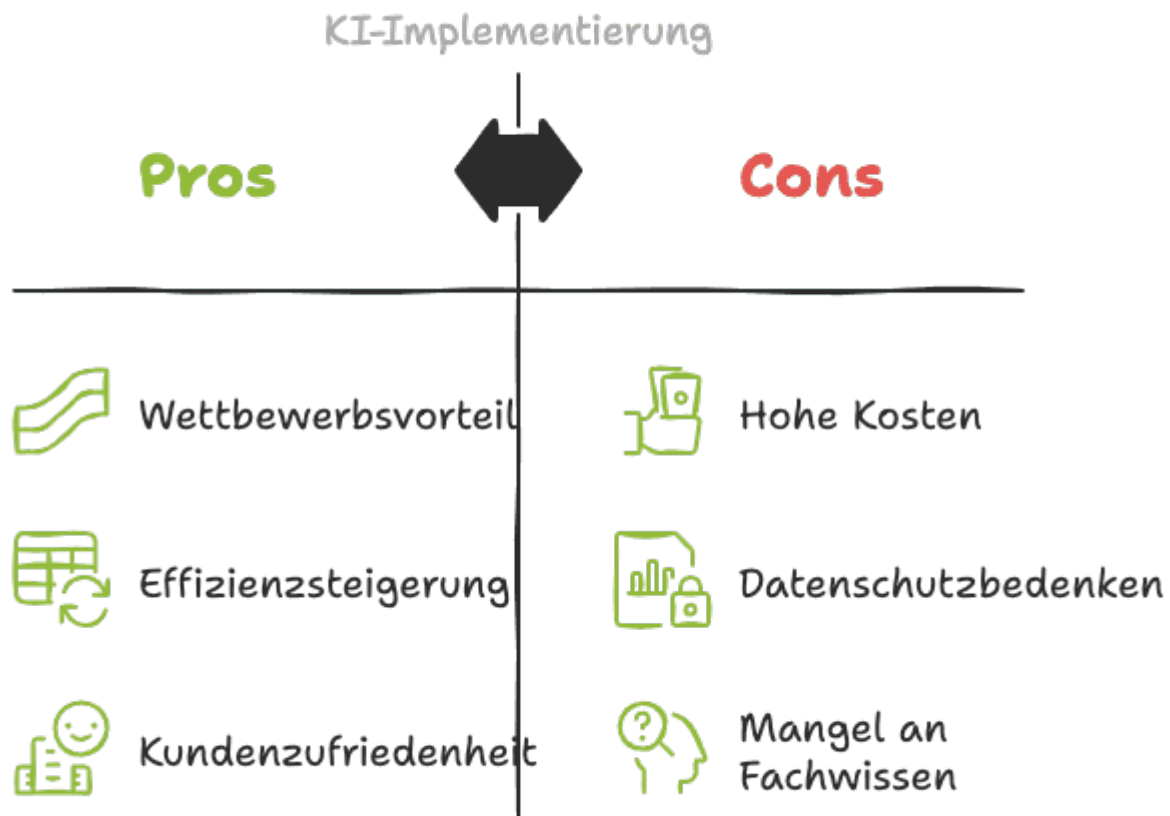 KI-Implementierung
Pros
Cons
Wettbewerbsvorteil
Hohe Kosten
Effizienzsteigerung
Datenschutzbedenken
Kundenzufriedenheit
Mangel an
Fachwissen